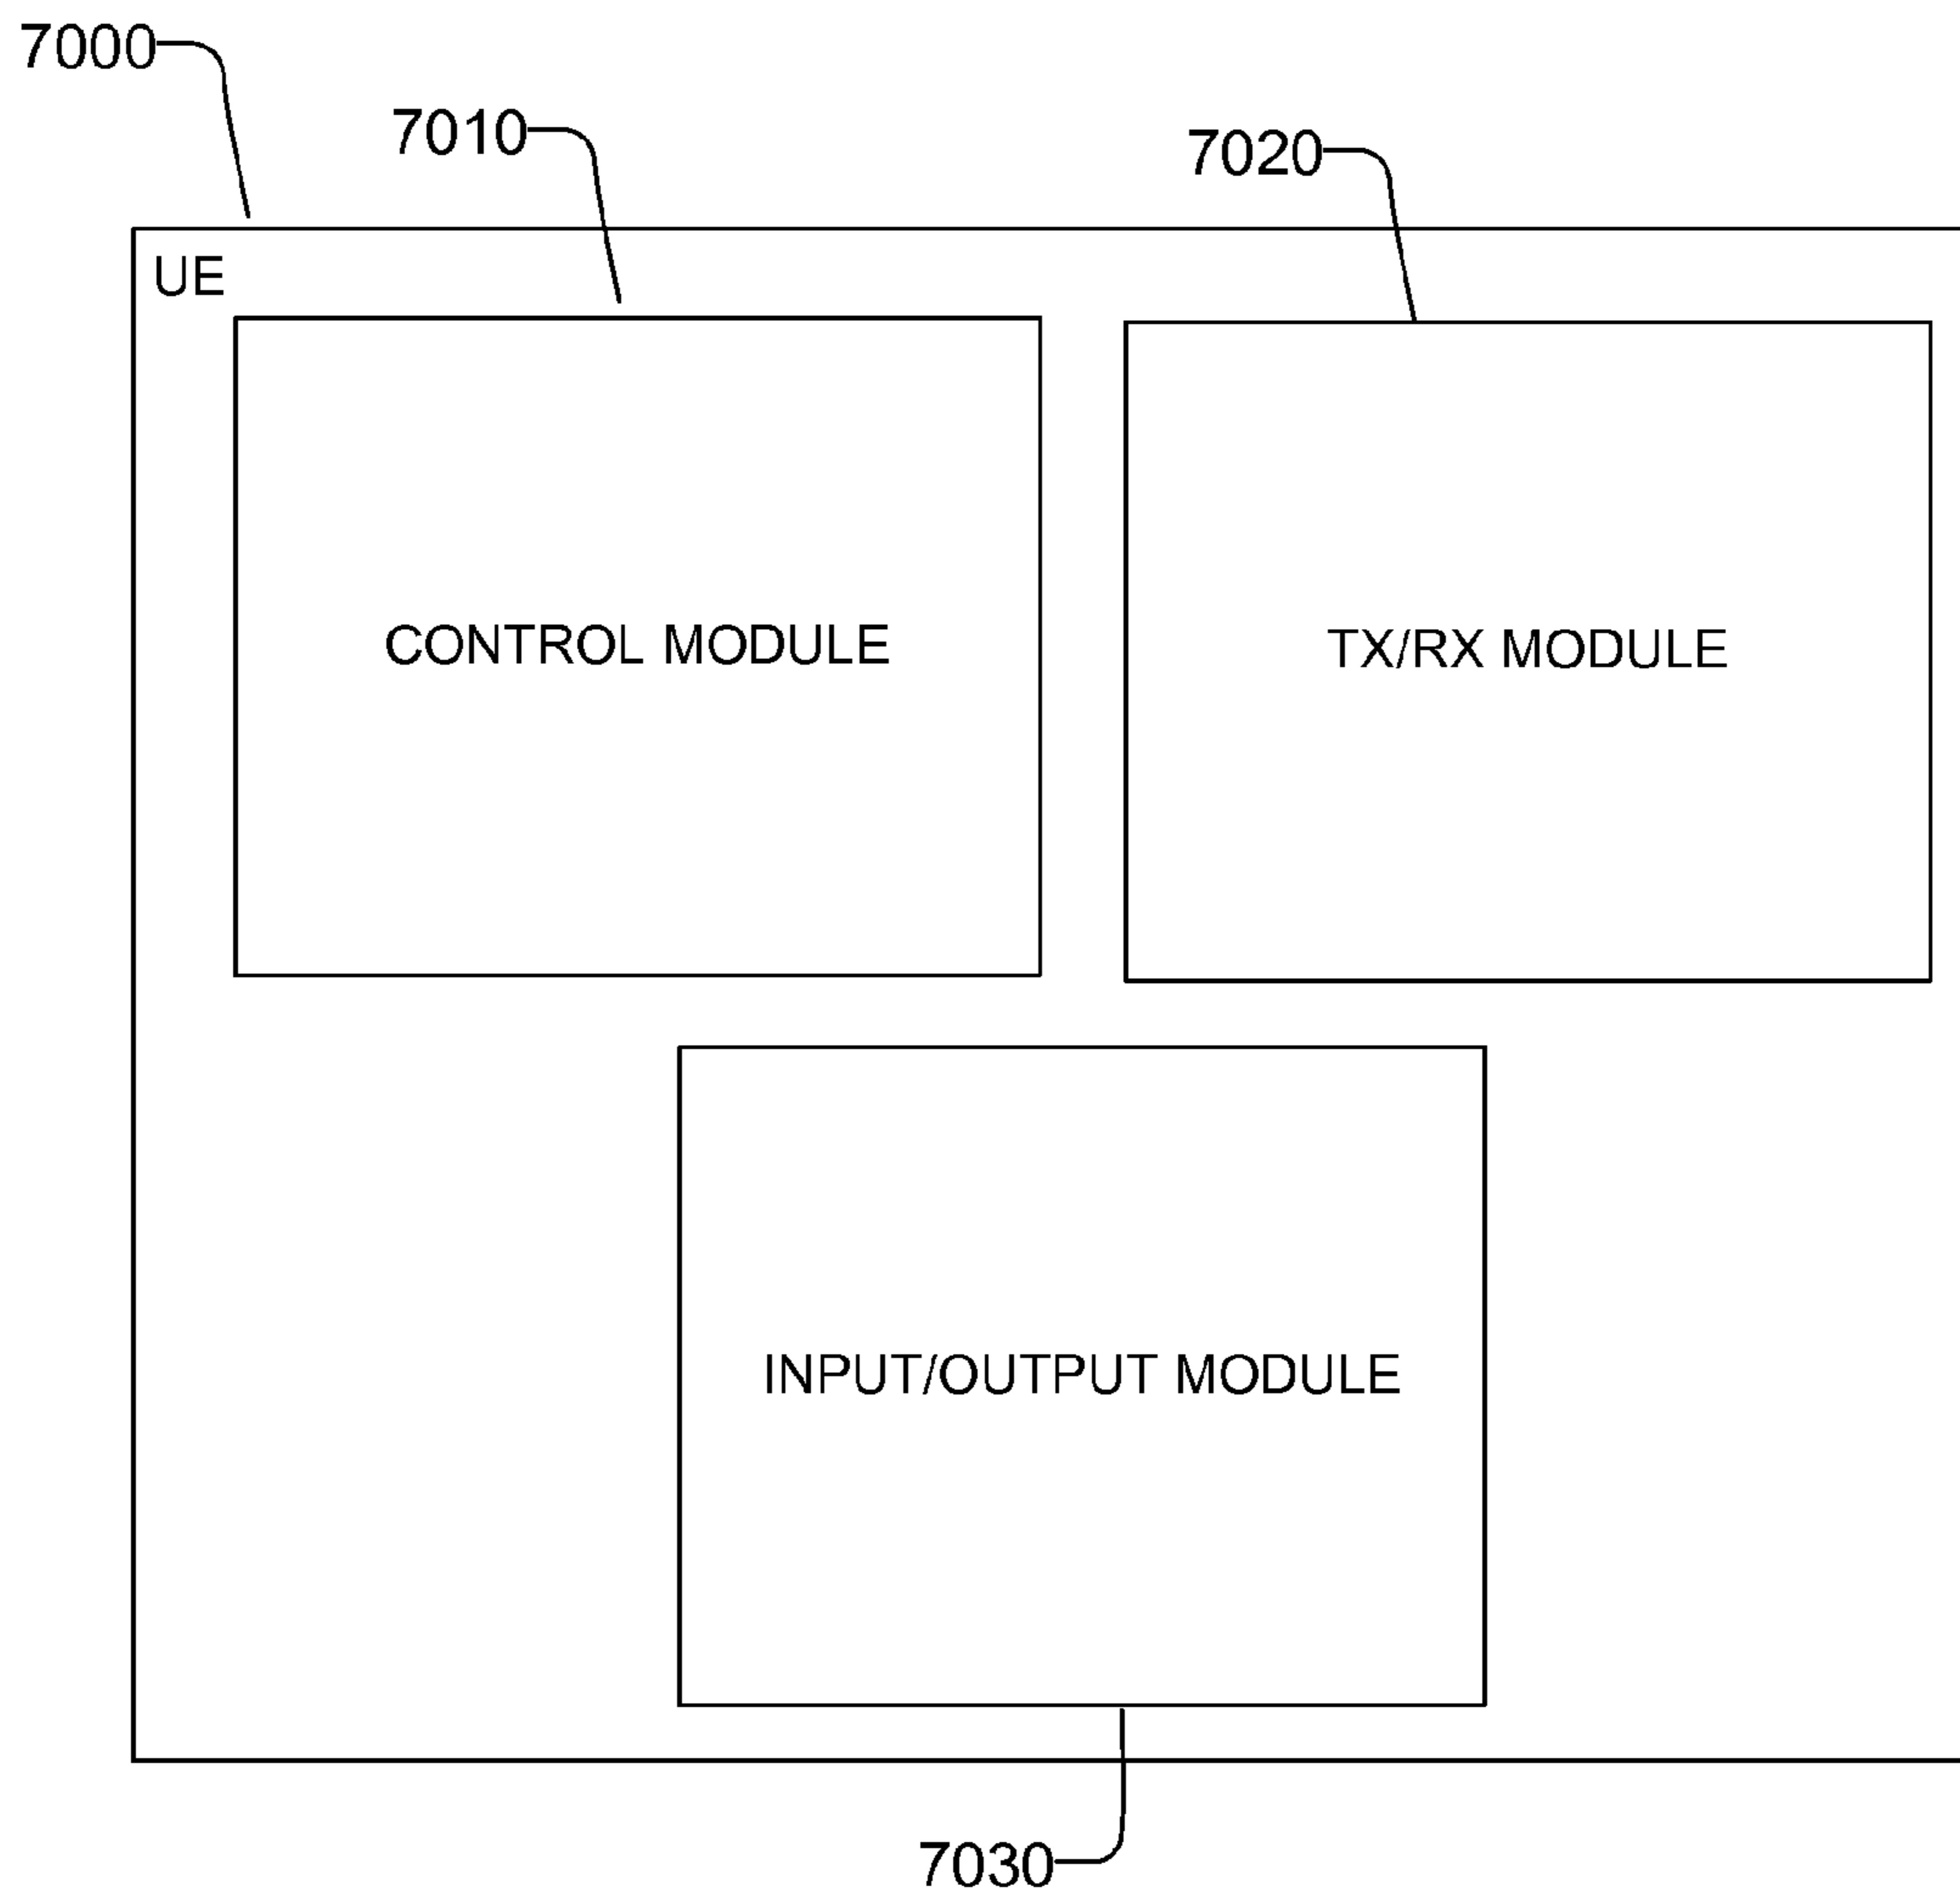 7000
7010
7020
UE
CONTROL MODULE
TX/RX MODULE
INPUT/OUTPUT MODULE
7030